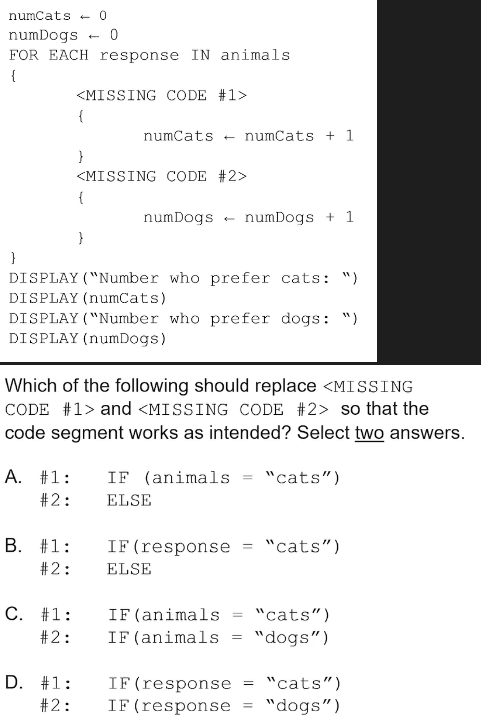 numCats ← 0
numDogs ← 0
FOR EACH response IN animals
{
<MISSING CODE #1>
{
numCats ← numCats + 1
}
<MISSING CODE #2>
{
numDogs ← numDogs + 1
}
}
DISPLAY(“Number who prefer cats: “)
DISPLAY(numCats)
DISPLAY(“Number who prefer dogs: “)
DISPLAY(numDogs)
Which of the following should replace <MISSING
CODE #1> and <MISSING CODE #2> so that the
code segment works as intended? Select two answers.
A. #1: IF (animals = “cats”)
#2: ELSE
B. #1: IF(response = “cats”)
#2: ELSE
C. #1: IF(animals = “cats”)
#2: IF(animals = “dogs”)
D. #1: IF(response = “cats”)
#2: IF(response = “dogs”)